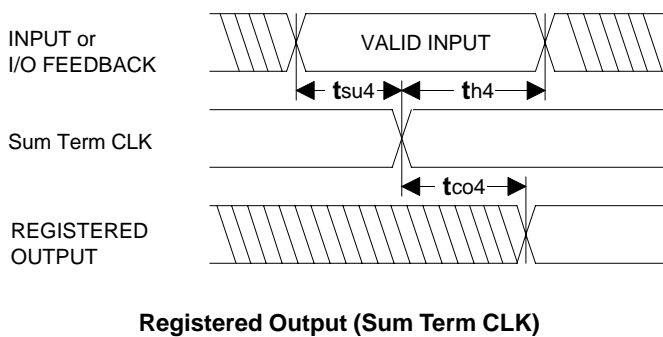 INPUT or
I/O FEEDBACK
VALID INPUT
tsu4
th4
Sum Term CLK
tco4
REGISTERED
OUTPUT
Registered Output (Sum Term CLK)